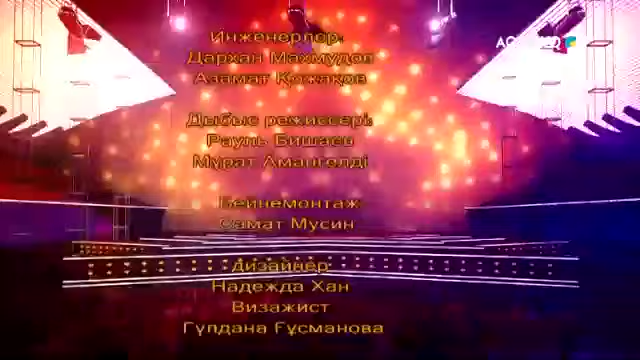 Инженерлер:
Дархан Махмудов
Азамат Қожақов
Дыбыс режиссері:
Рауль Бишаев
Мұрат Амангелді
Бейнемонтаж:
Самат Мусин
дизайнер
Надежда Хан
Визажист
Гүлдана Ғұсманова